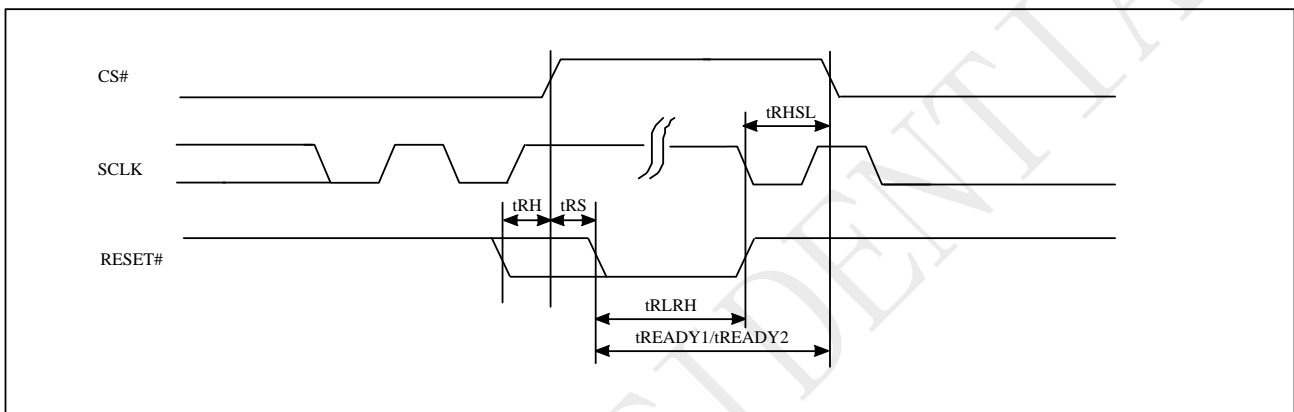 CS#
tRHSL
SCLK
tRH
tRS
RESET#
tRLRH
tREADY1/tREADY2